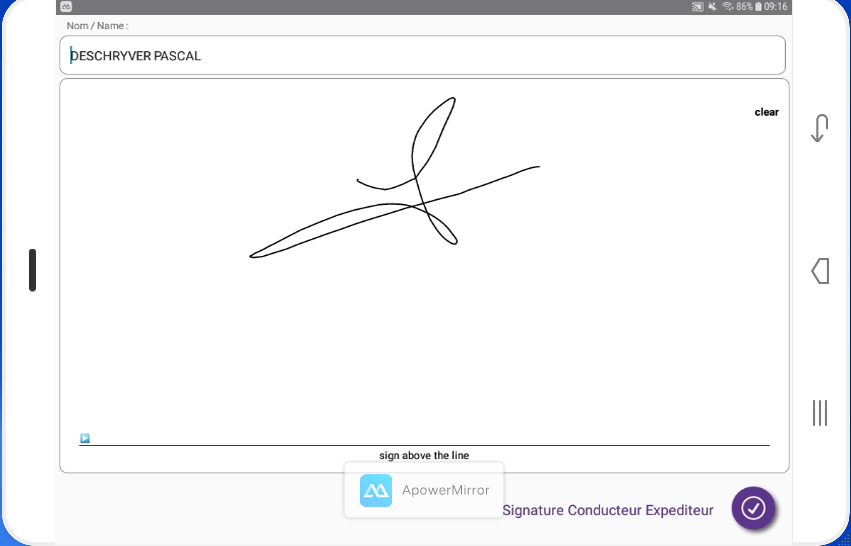 86% 09:16
Nom / Name :
DESCHRYVER PASCAL
clear
sign above the line
ApowerMirror
Signature Conducteur Expediteur